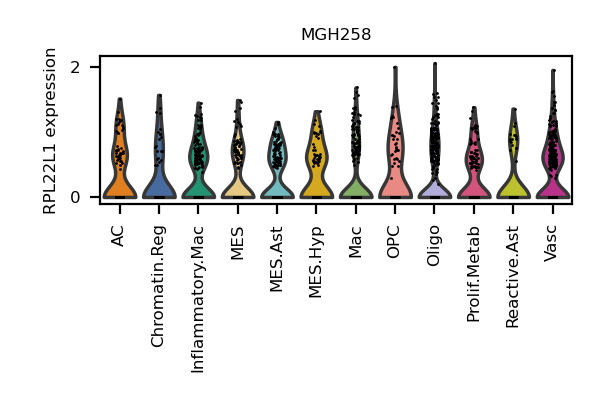 MGH258
RPL22L1 expression
2
0
AC
Chromatin.Reg
Inflammatory.Mac
MES
MES.Ast
MES.Hyp
Mac
OPC
Oligo
Prolif.Metab
Reactive.Ast
Vasc